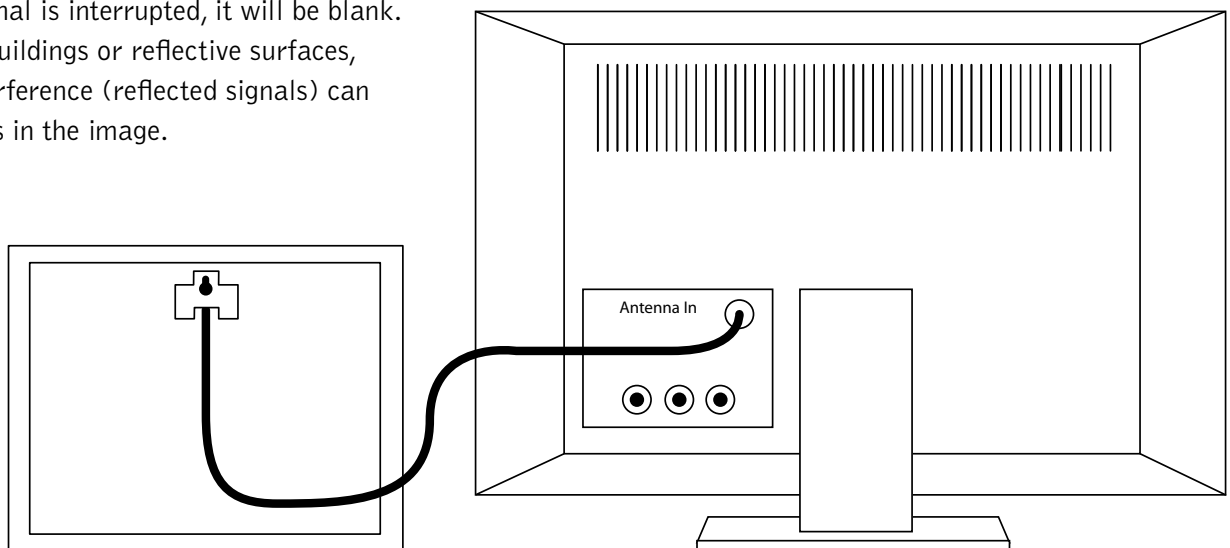 nal is interrupted, it will be blank.
uildings or reflective surfaces,
rference (reflected signals) can
s in the image.
Antenna In